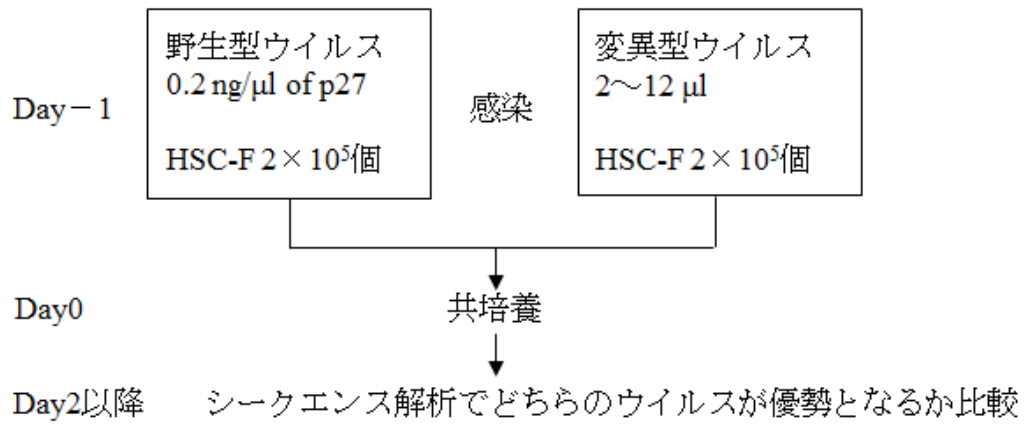 野生型ウイルス
0.2 ng/μl of p27
HSC-F 2×10⁵個
変異型ウイルス
2～12 μl
HSC-F 2×10⁵個
Day－1
感染
Day0
共培養
Day2以降 シークエンス解析でどちらのウイルスが優勢となるか比較